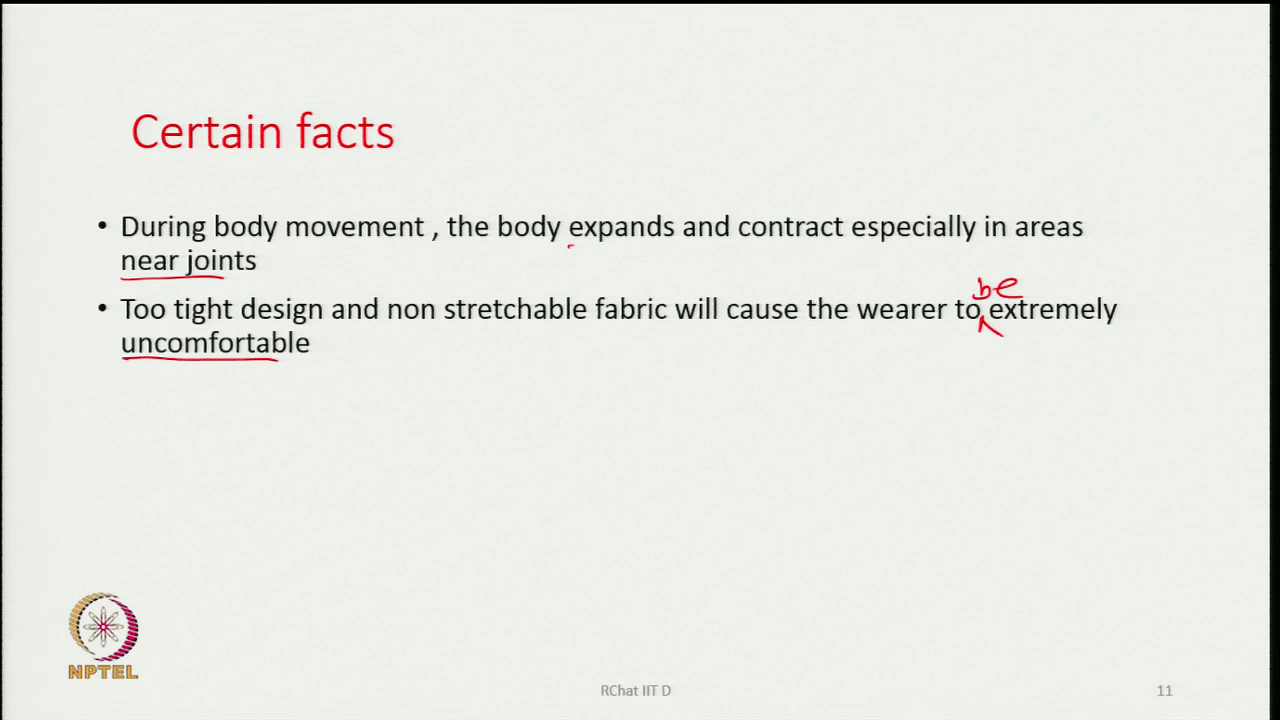 Certain facts
• During body movement , the body expands and contract especially in areas
near joints
be
• Too tight design and non stretchable fabric will cause the wearer to extremely
uncomfortable
NPTEL
RChat IIT D
11